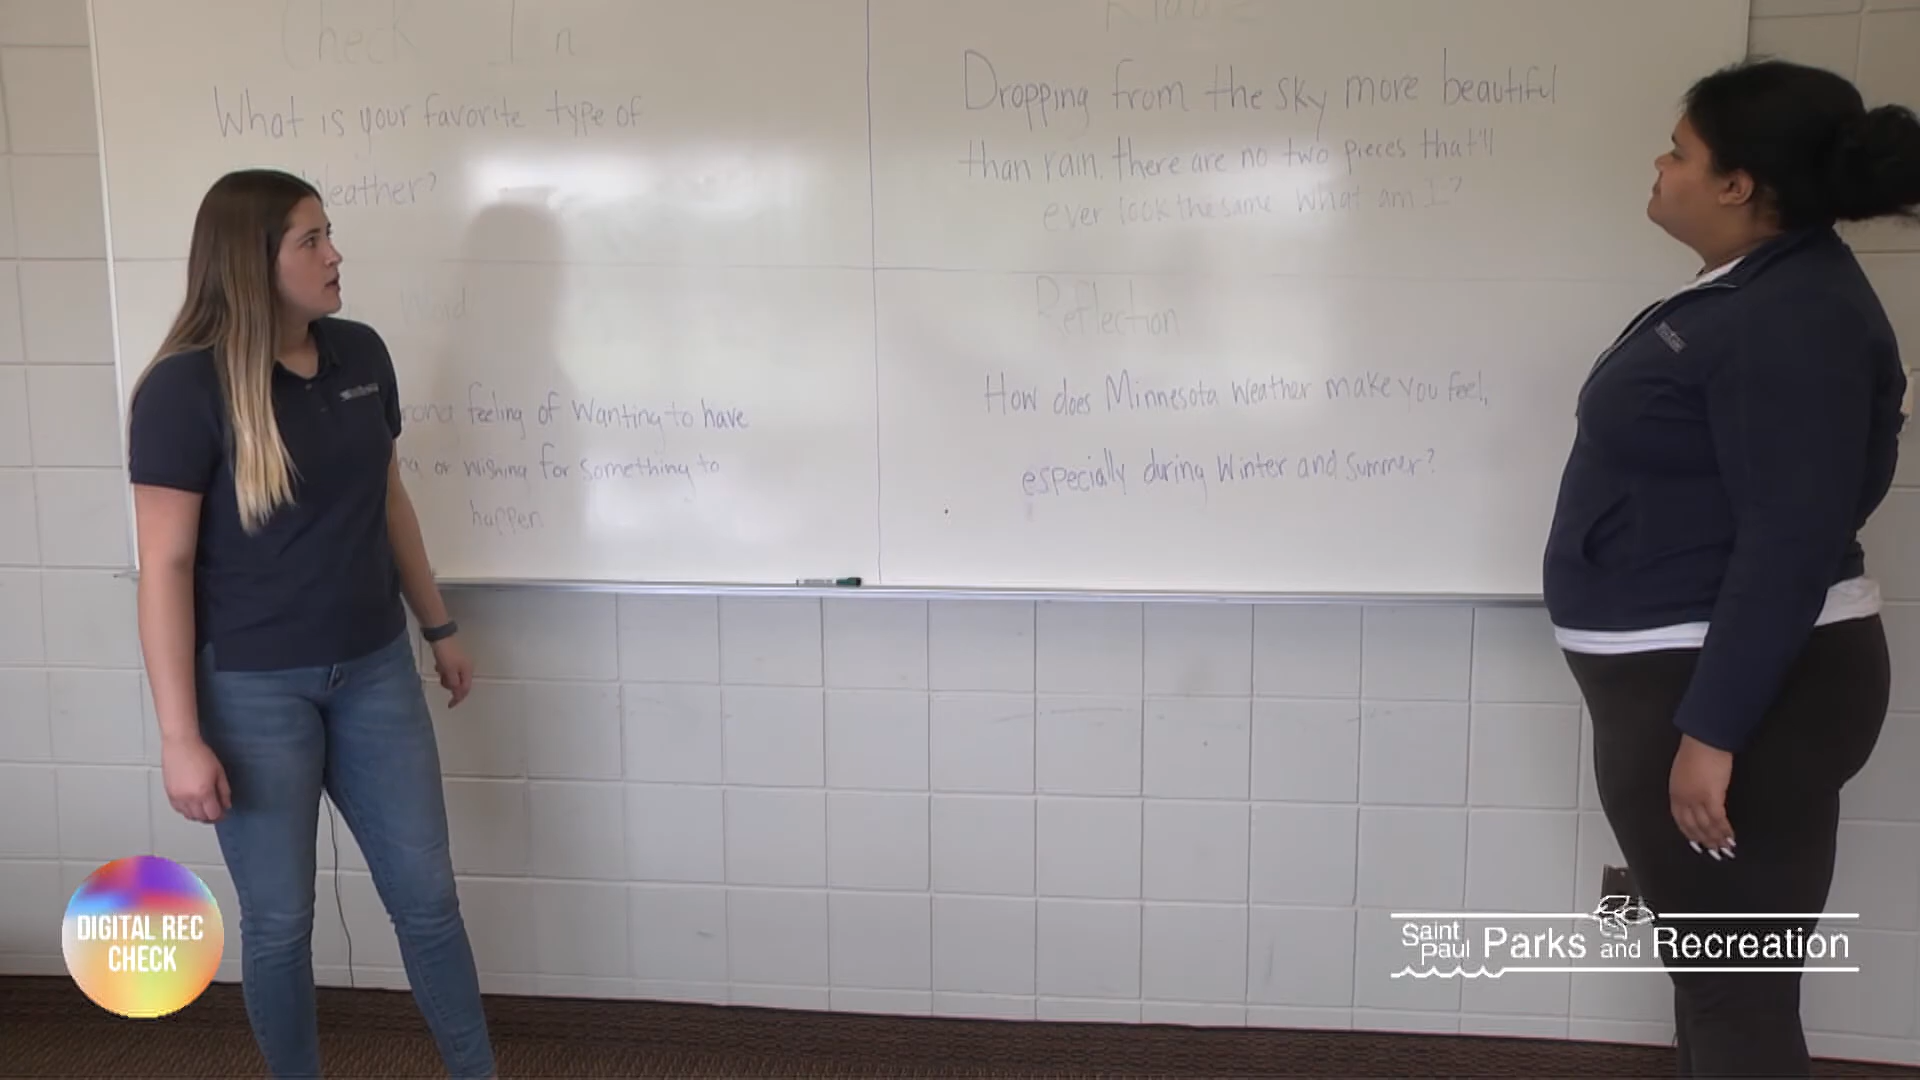 Check In
What is your favorite type of
Weather?
Word
feeling of Wanting to have
or wishing for something to
happen
Dropping from the sky more beautiful
than rain. there are no two pieces that'll
ever look the same what am I?
Reflection
How does Minnesota Weather make you feel,
especially during Winter and Summer?
DIGITAL REC
CHECK
Saint Paul Parks and Recreation